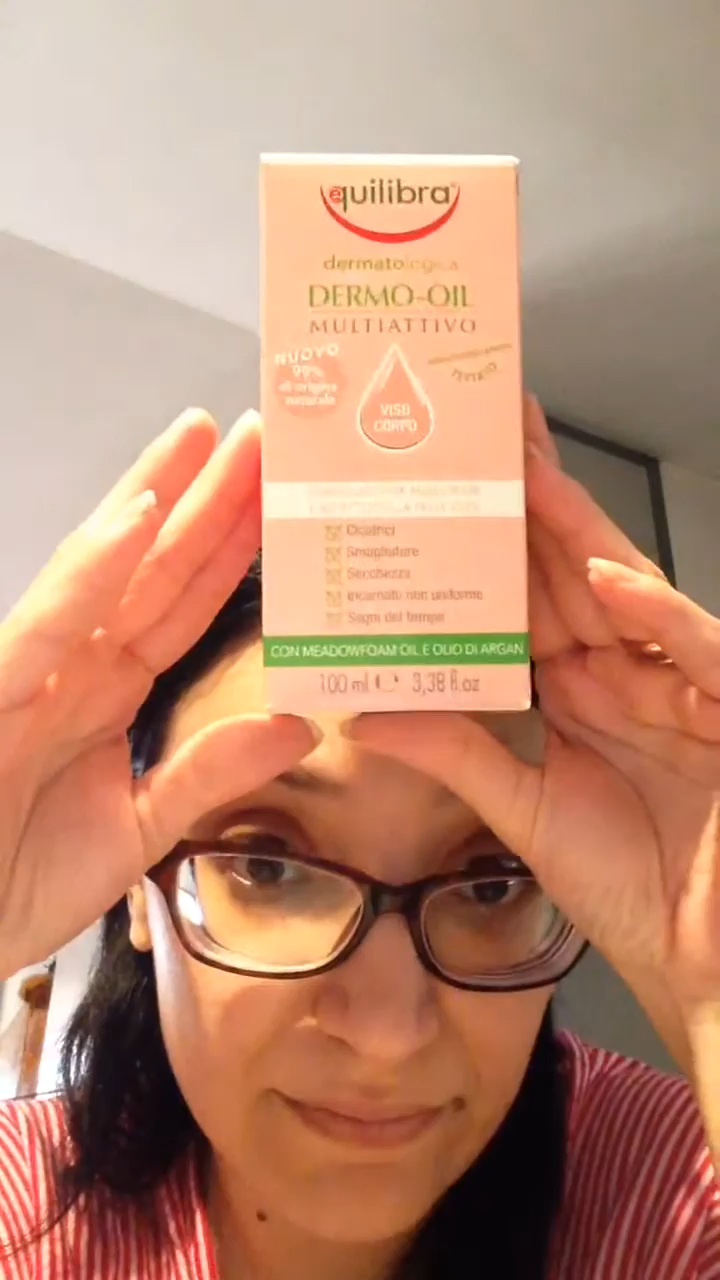 equilibra
dermatologica
DERMO-OIL
MULTIATTIVO
NUOVO
99%
di origine
naturale
TESTATO
VISO
CORPO
Cicatrici
Smagliature
Secchezza
Incarnato non uniforme
Segni del tempo
CON MEADOWFOAM OIL E OLIO DI ARGAN
100 ml ℮ 3,38 fl.oz